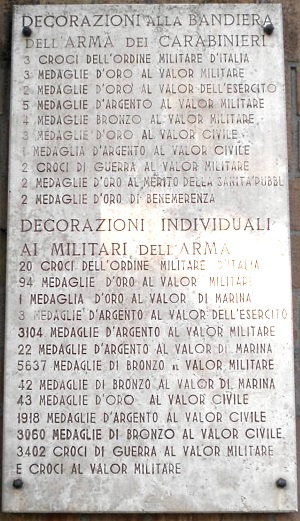 DECORAZIONI ALLA BANDIERA
DELL'ARMA DEI CARABINIERI
3 CROCI DELL'ORDINE MILITARE D'ITALIA
3 MEDAGLIE D'ORO AL VALOR MILITARE
2 MEDAGLIE D'ORO AL VALOR DELL'ESERCITO
5 MEDAGLIE D'ARGENTO AL VALOR MILITARE
4 MEDAGLIE BRONZO AL VALOR MILITARE
3 MEDAGLIE D'ORO AL VALOR CIVILE
1 MEDAGLIA D'ARGENTO AL VALOR CIVILE
2 CROCI DI GUERRA AL VALOR MILITARE
2 MEDAGLIE D'ORO AL MERITO DELLA SANITA' PUBBL
2 MEDAGLIE D'ORO DI BENEMERENZA
DECORAZIONI INDIVIDUALI
AI MILITARI DELL'ARMA
20 CROCI DELL'ORDINE MILITARE D'ITALIA
94 MEDAGLIE D'ORO AL VALOR MILITARE
1 MEDAGLIA D'ORO AL VALOR DI MARINA
3 MEDAGLIE D'ARGENTO AL VALOR DELL'ESERCITO
3104 MEDAGLIE D'ARGENTO AL VALOR MILITARE
22 MEDAGLIE D'ARGENTO AL VALOR DI MARINA
5637 MEDAGLIE DI BRONZO AL VALOR MILITARE
42 MEDAGLIE DI BRONZO AL VALOR DI MARINA
43 MEDAGLIE D'ORO AL VALOR CIVILE
1918 MEDAGLIE D'ARGENTO AL VALOR CIVILE
3060 MEDAGLIE DI BRONZO AL VALOR CIVILE
3402 CROCI DI GUERRA AL VALOR MILITARE
E CROCI AL VALOR MILITARE